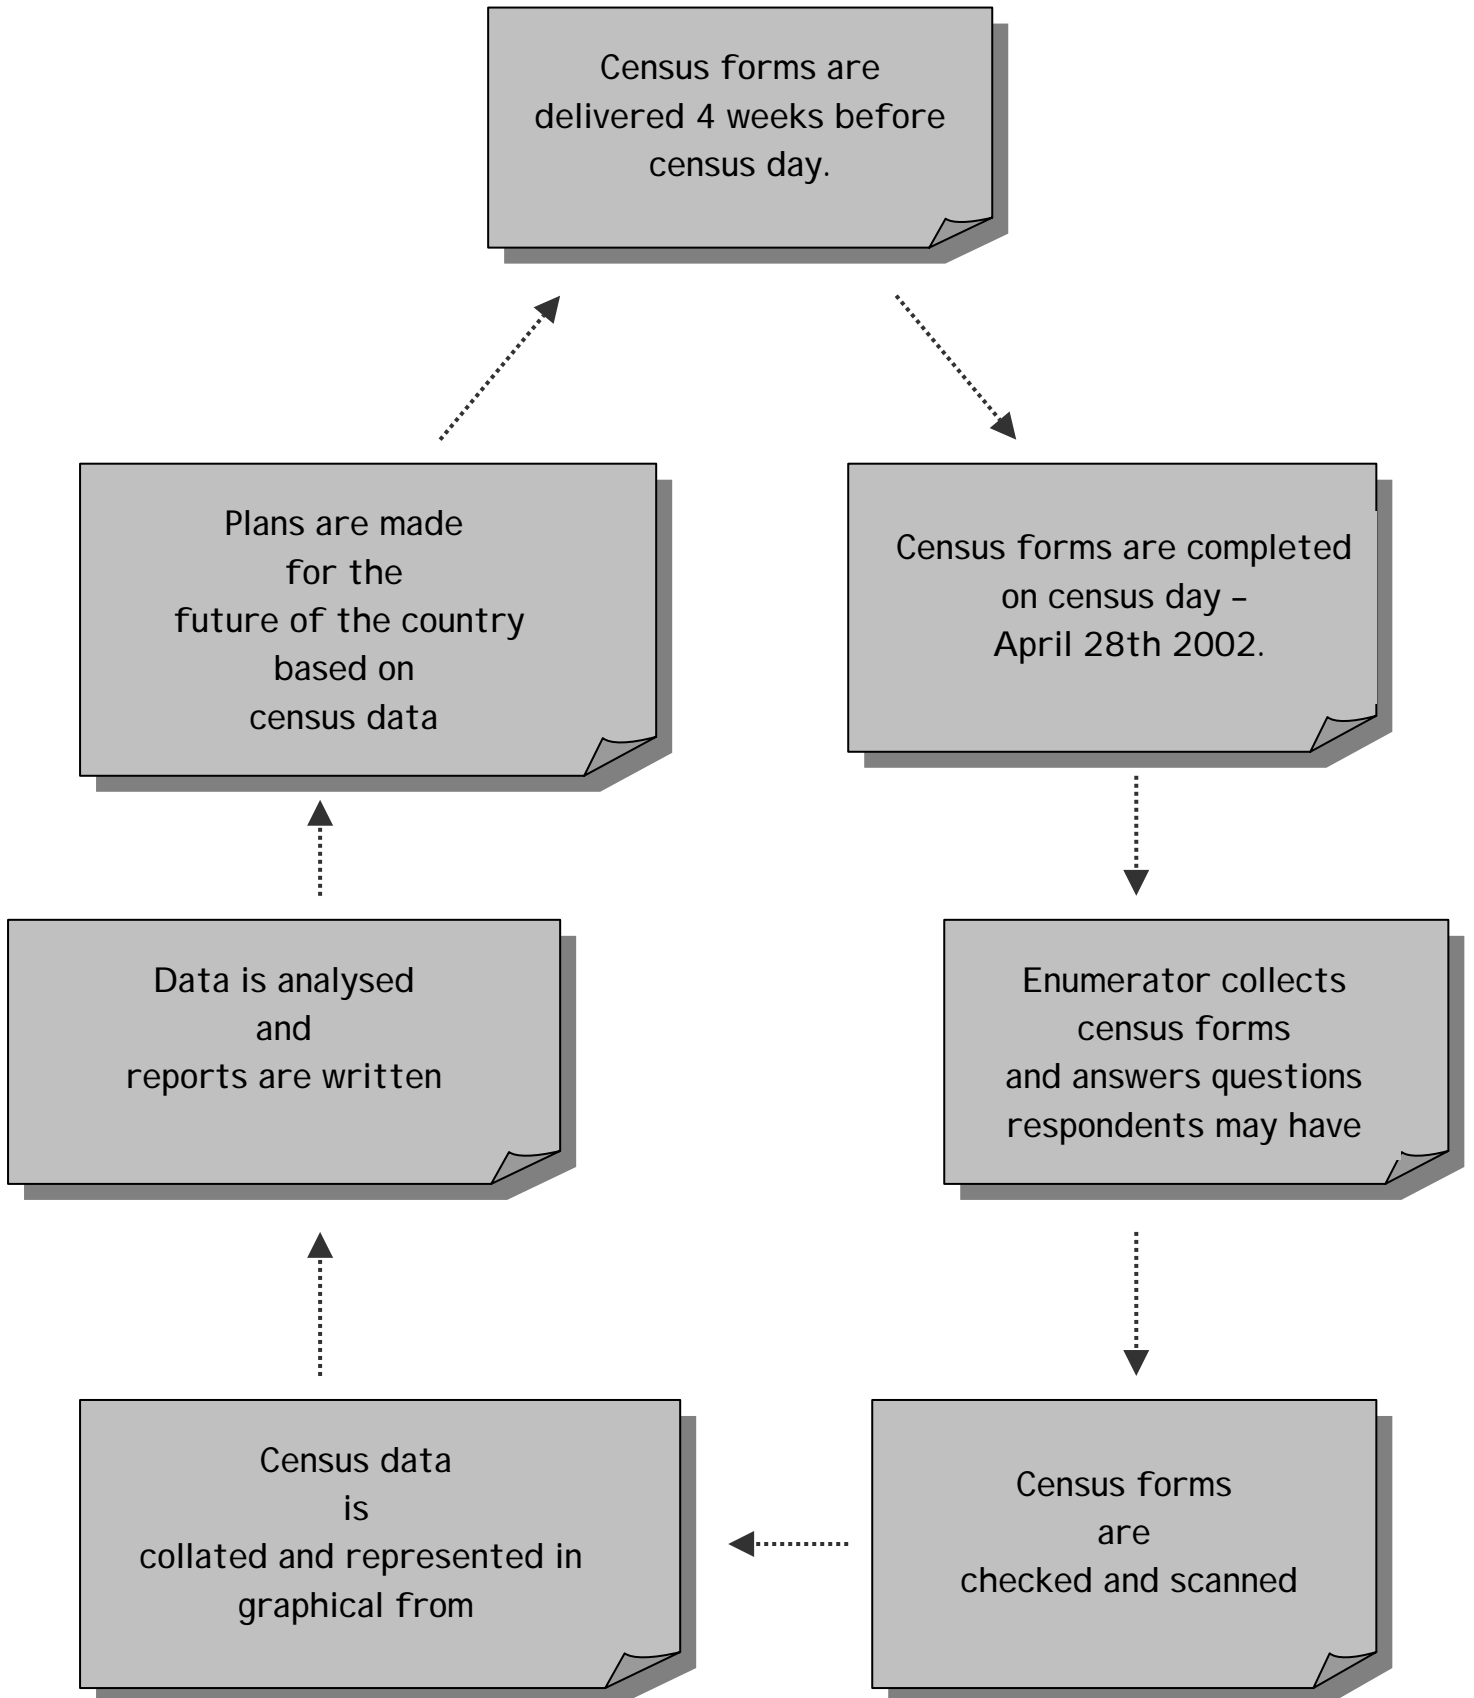 Census forms are
delivered 4 weeks before
census day.
Census forms are completed
on census day –
April 28th 2002.
Enumerator collects
census forms
and answers questions
respondents may have
Census forms
are
checked and scanned
Census data
is
collated and represented in
graphical from
Data is analysed
and
reports are written
Plans are made
for the
future of the country
based on
census data